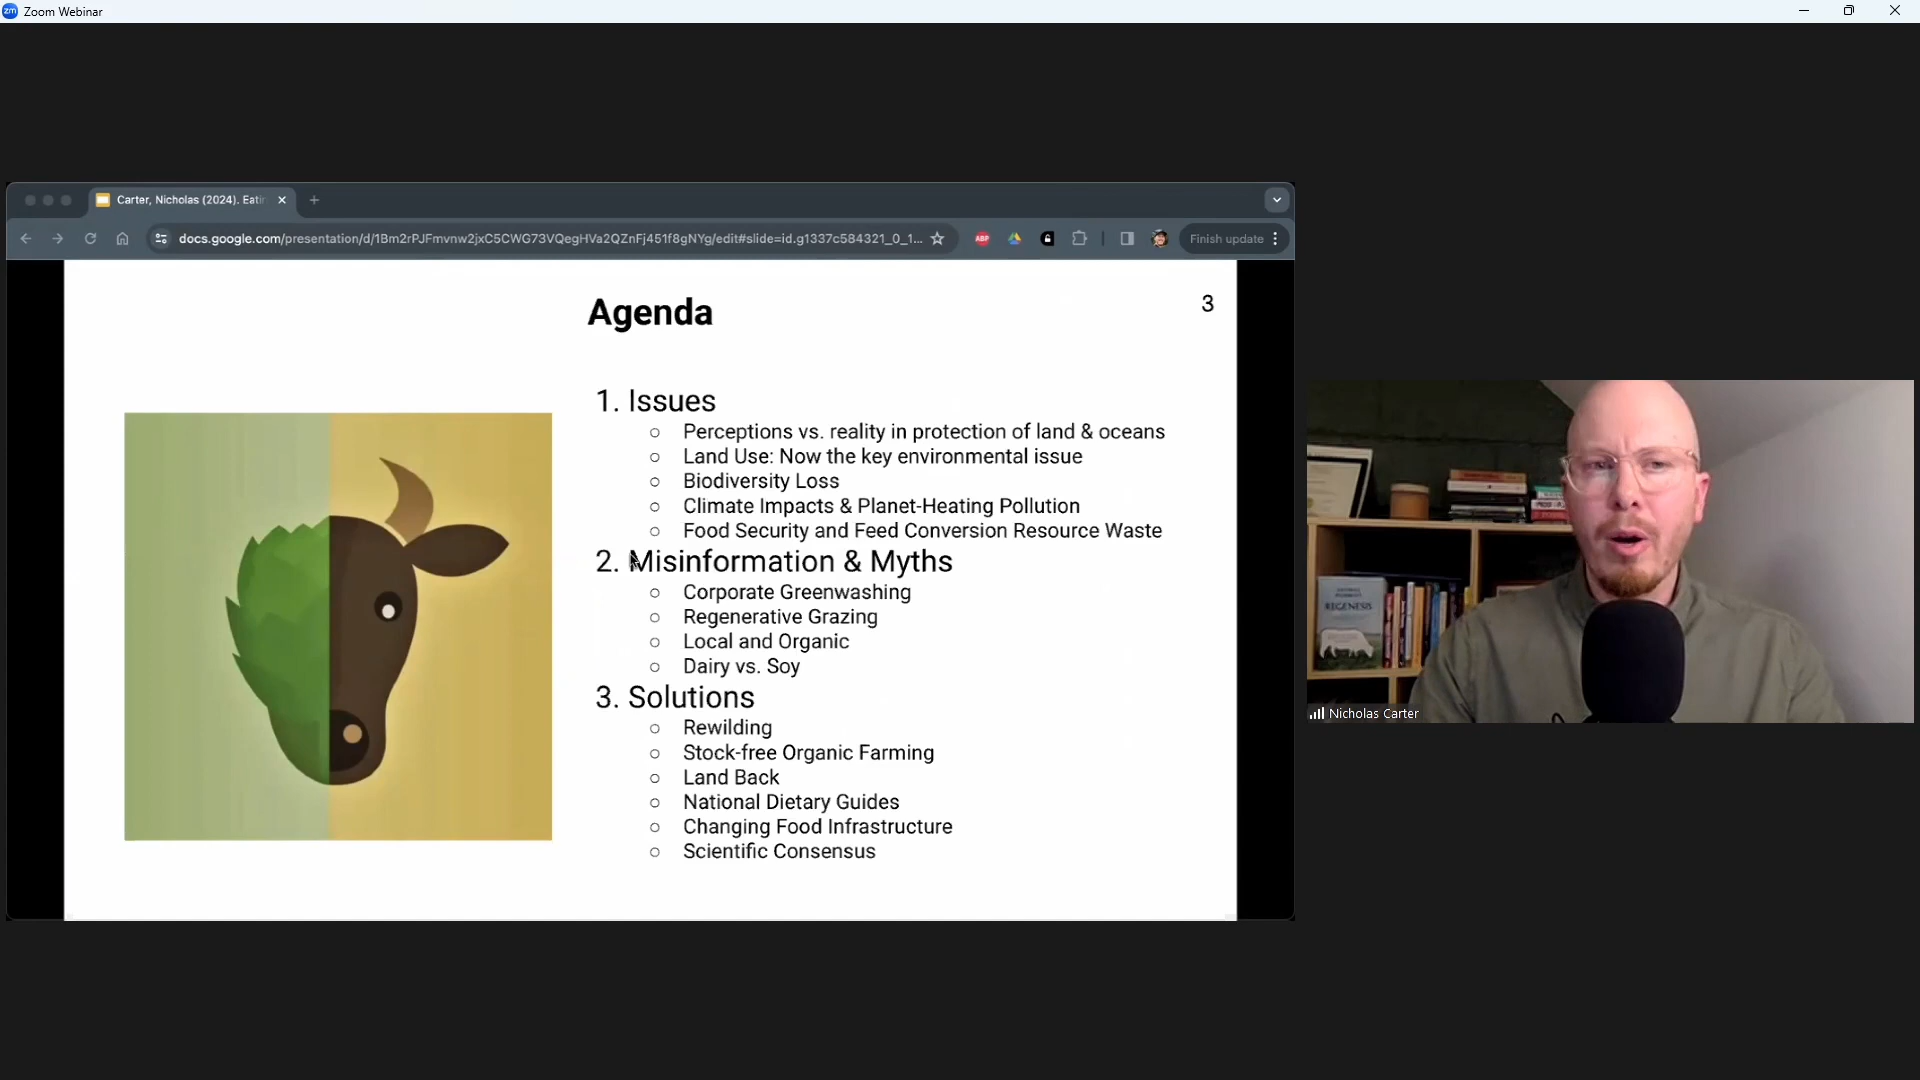 Zoom Webinar
Carter, Nicholas (2024). Eatin
docs.google.com/presentation/d/1Bm2rPJFmvnw2jxC5CWG73VQegHVa2QZnFj451f8gNYg/edit#slide=id.g1337c584321_0_1...
ABP
Finish update
Agenda
3
1. Issues
○ Perceptions vs. reality in protection of land & oceans
○ Land Use: Now the key environmental issue
○ Biodiversity Loss
○ Climate Impacts & Planet-Heating Pollution
○ Food Security and Feed Conversion Resource Waste
2. Misinformation & Myths
○ Corporate Greenwashing
○ Regenerative Grazing
○ Local and Organic
○ Dairy vs. Soy
3. Solutions
○ Rewilding
○ Stock-free Organic Farming
○ Land Back
○ National Dietary Guides
○ Changing Food Infrastructure
○ Scientific Consensus
REGENESIS
Nicholas Carter